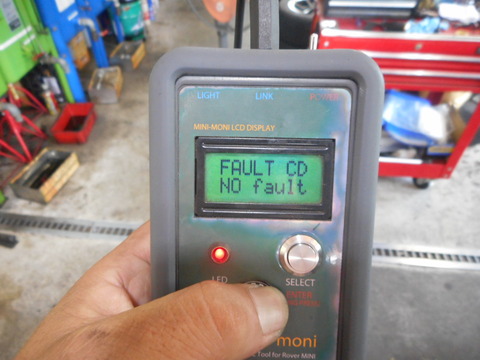 LIGHT LINK
MINI-MONI LCD DISPLAY
FAULT CD
NO fault
LED SELECT
moni
Tool for Rover MINI